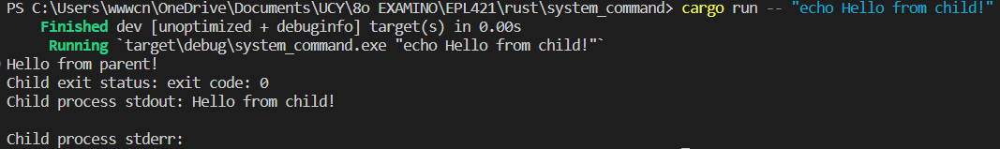 PS C:\Users\wwwcn\OneDrive\Documents\UCY\8o EXAMINO\EPL421\rust\system_command> cargo run -- "echo Hello from child!"
Finished dev [unoptimized + debuginfo] target(s) in 0.00s
Running `target\debug\system_command.exe "echo Hello from child!"`
Hello from parent!
Child exit status: exit code: 0
Child process stdout: Hello from child!
Child process stderr: